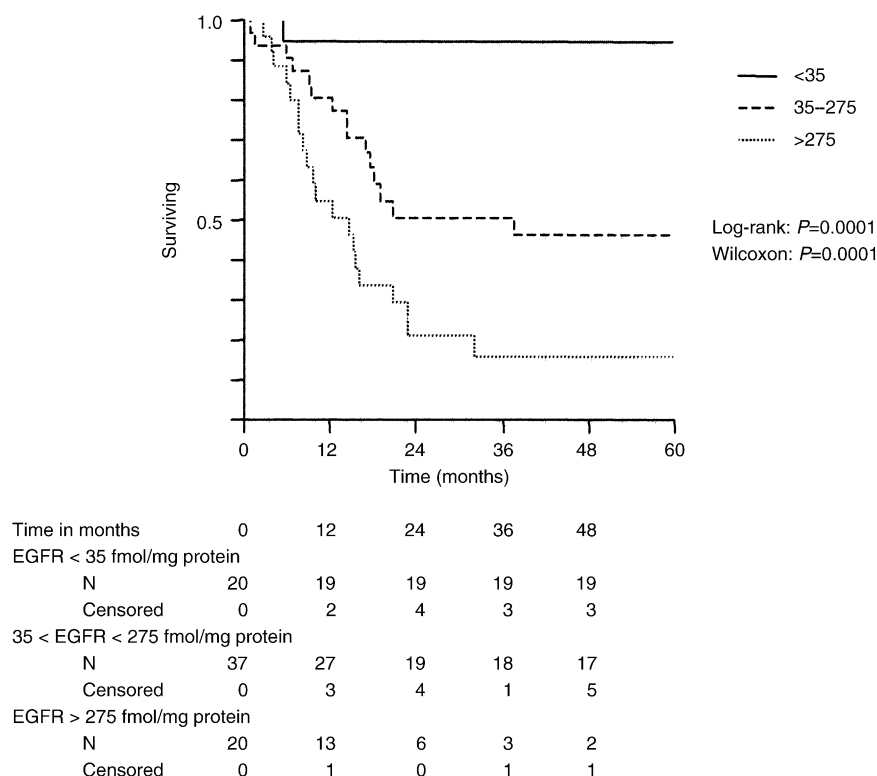 1.0
0.5
Surviving
<35
35–275
>275
Log-rank: P=0.0001
Wilcoxon: P=0.0001
0 12 24 36 48 60
Time (months)
Time in months 0 12 24 36 48
EGFR < 35 fmol/mg protein
N 20 19 19 19 19
Censored 0 2 4 3 3
35 < EGFR < 275 fmol/mg protein
N 37 27 19 18 17
Censored 0 3 4 1 5
EGFR > 275 fmol/mg protein
N 20 13 6 3 2
Censored 0 1 0 1 1